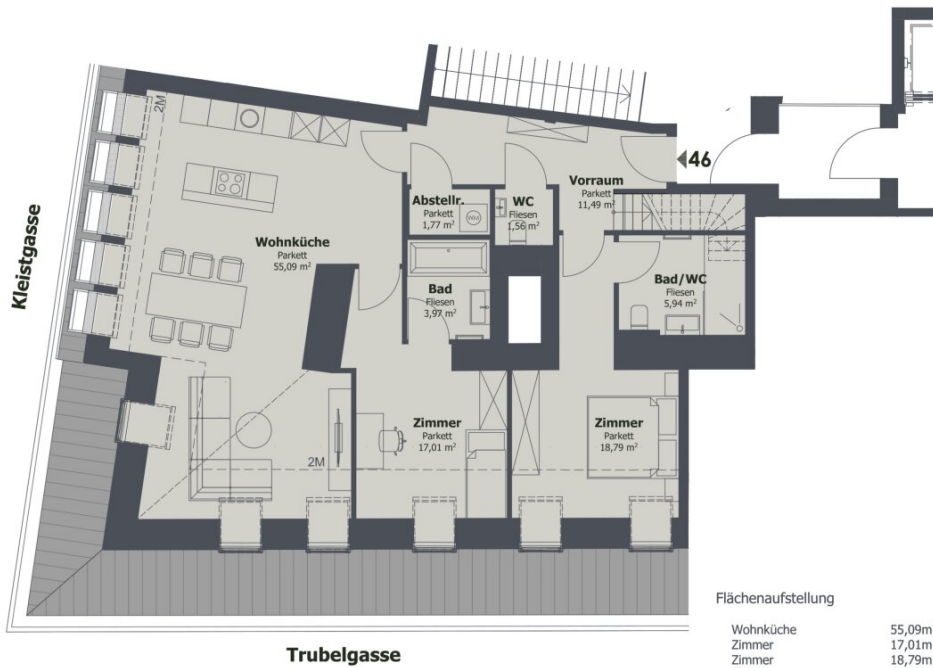 46
2M
Abstellr.
Parkett
1,77 m²
WM
WC
Fliesen
1,56 m²
Vorraum
Parkett
11,49 m²
Wohnküche
Parkett
55,09 m²
Bad
Fliesen
3,97 m²
Bad/WC
Fliesen
5,94 m²
Kleistgasse
Zimmer
Parkett
17,01 m²
Zimmer
Parkett
18,79 m²
2M
Trubelgasse
Flächenaufstellung
Wohnküche 55,09m
Zimmer 17,01m
Zimmer 18,79m